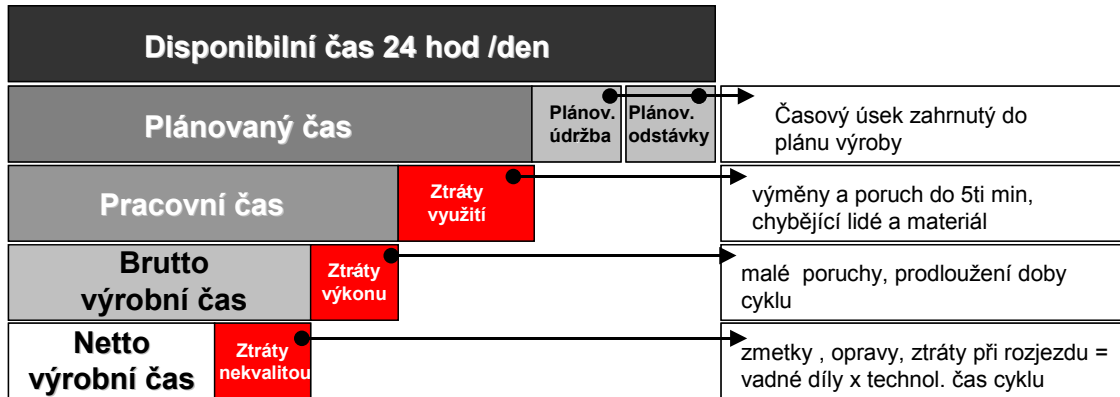 Disponibilní čas 24 hod /den
Plánovaný čas
Plánov.
údržba
Plánov.
odstávky
Časový úsek zahrnutý do
plánu výroby
Pracovní čas
Ztráty
využití
výměny a poruch do 5ti min,
chybějící lidé a materiál
Brutto
výrobní čas
Ztráty
výkonu
malé poruchy, prodloužení doby
cyklu
Netto
výrobní čas
Ztráty
nekvalitou
zmetky , opravy, ztráty při rozjezdu =
vadné díly x technol. čas cyklu